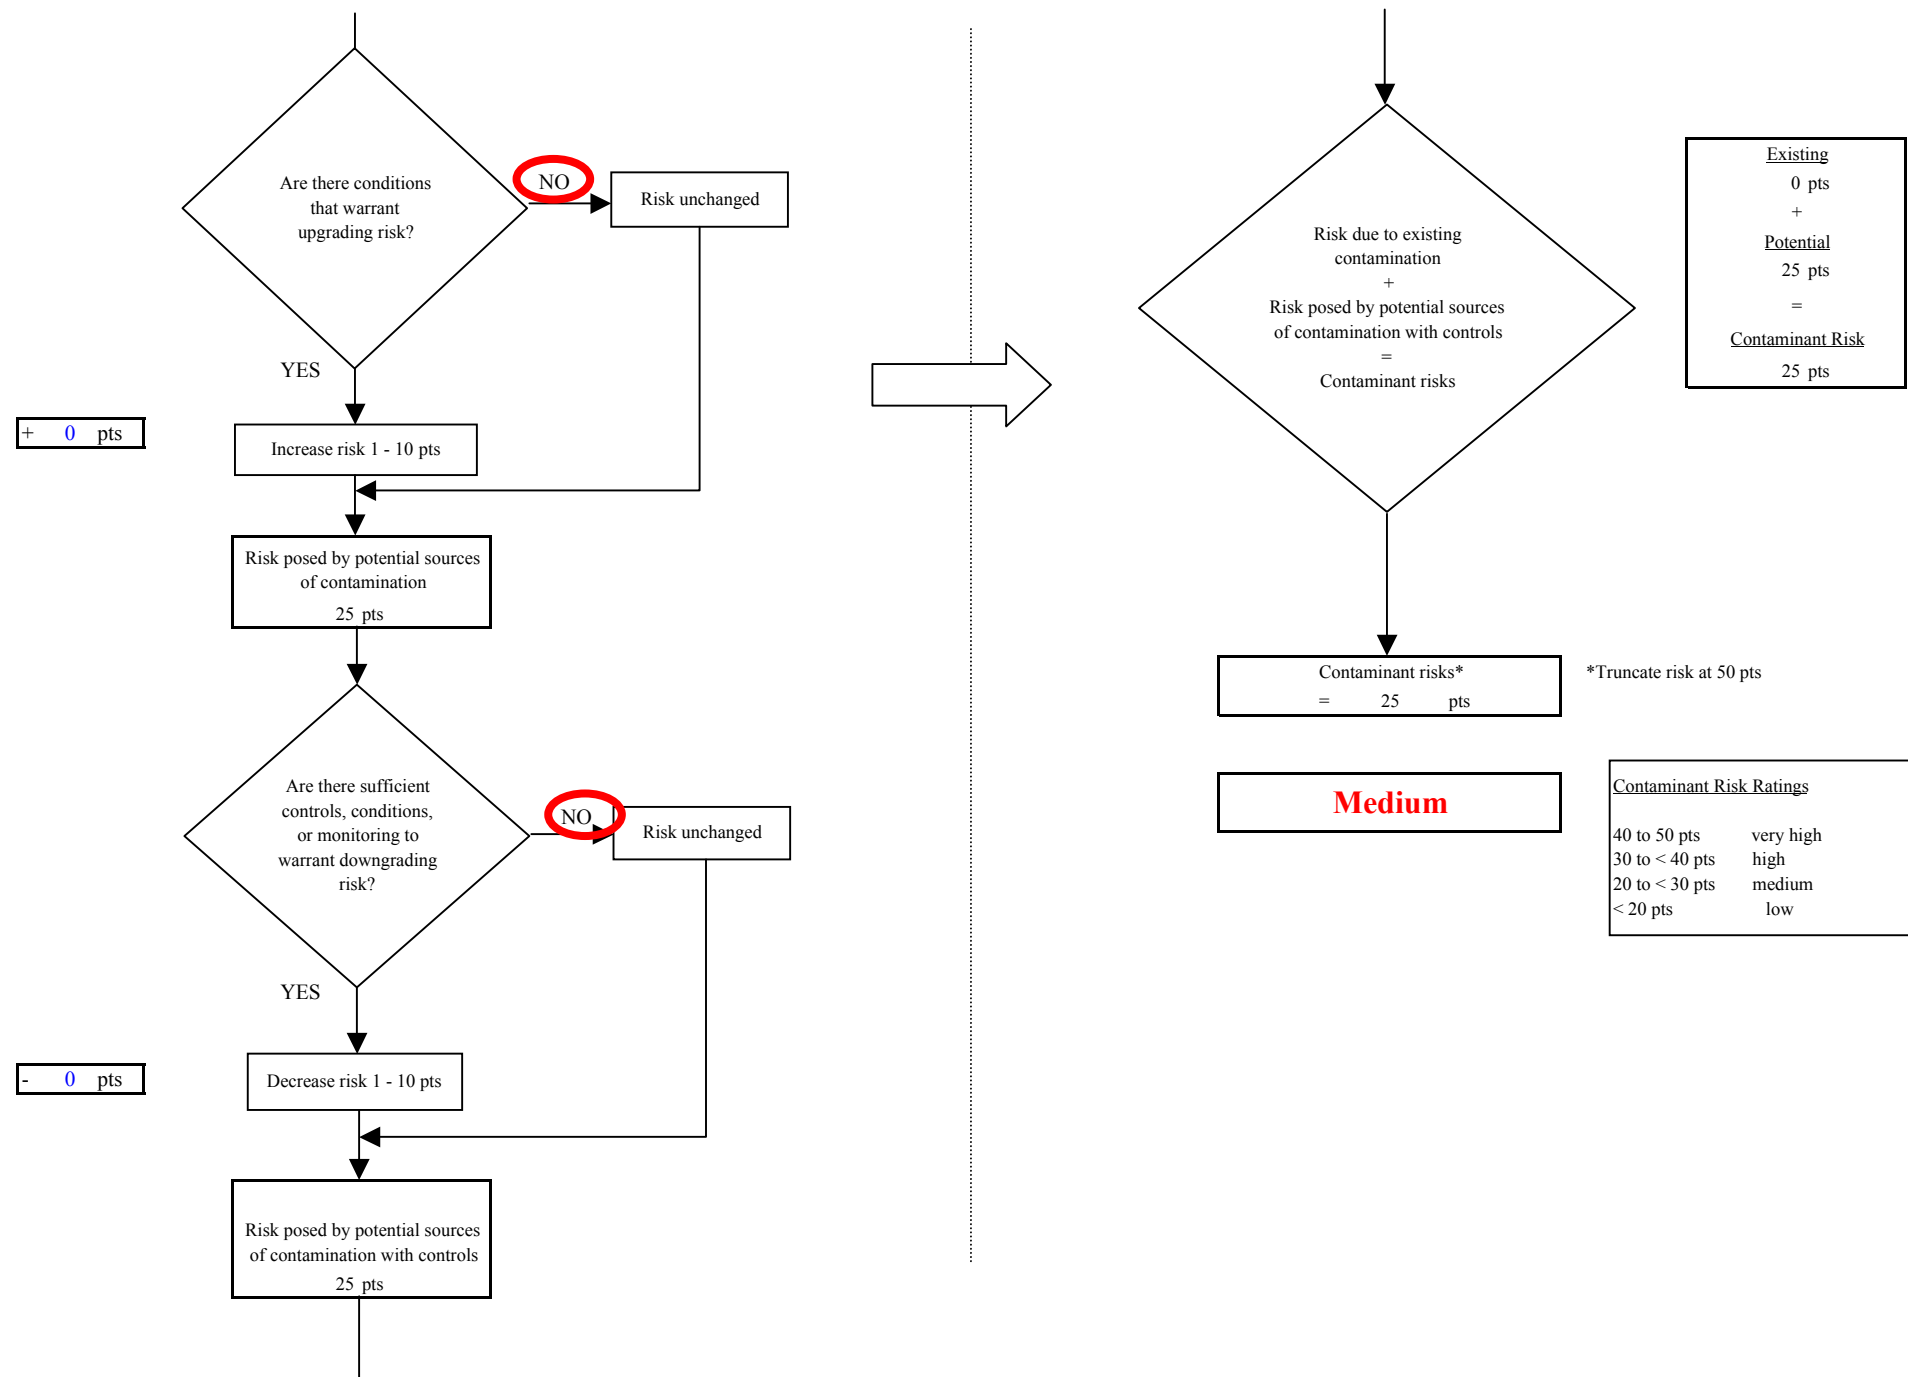 Are there conditions
that warrant
upgrading risk?
NO
Risk unchanged
YES
+ 0 pts
Increase risk 1 - 10 pts
Risk posed by potential sources
of contamination
25 pts
Are there sufficient
controls, conditions,
or monitoring to
warrant downgrading
risk?
NO
Risk unchanged
YES
- 0 pts
Decrease risk 1 - 10 pts
Risk posed by potential sources
of contamination with controls
25 pts
Risk due to existing
contamination
+
Risk posed by potential sources
of contamination with controls
=
Contaminant risks
Existing
0 pts
+
Potential
25 pts
=
Contaminant Risk
25 pts
Contaminant risks*
= 25 pts
*Truncate risk at 50 pts
Medium
Contaminant Risk Ratings
40 to 50 pts very high
30 to < 40 pts high
20 to < 30 pts medium
< 20 pts low